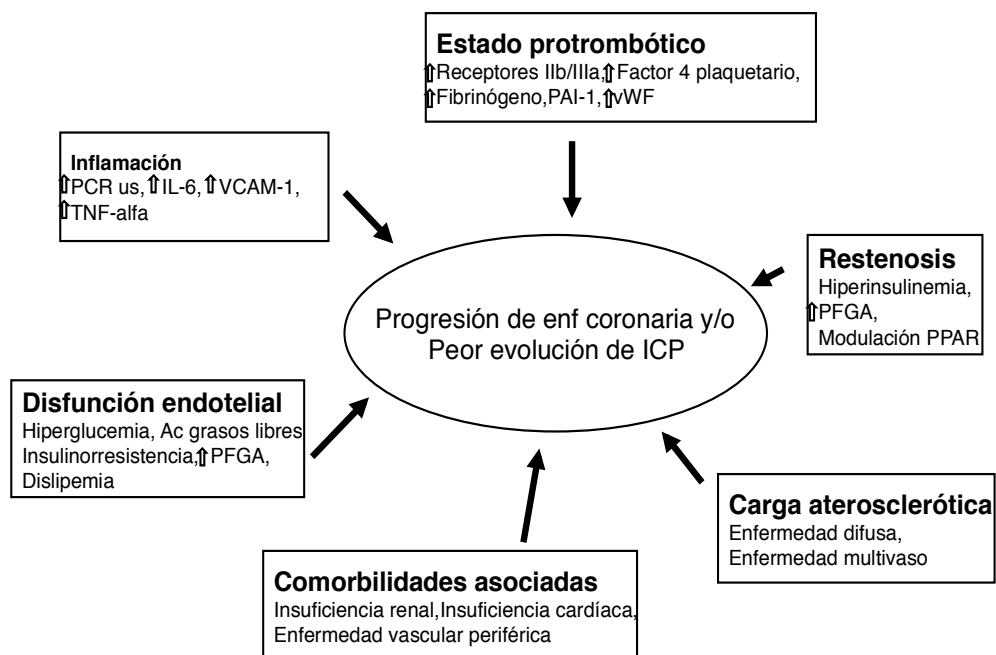 Estado protrombótico
⇑Receptores IIb/IIIa,⇑Factor 4 plaquetario,
⇑Fibrinógeno,PAI-1,⇑vWF
Inflamación
⇑PCR us,⇑IL-6,⇑VCAM-1,
⇑TNF-alfa
Restenosis
Hiperinsulinemia,
⇑PFGA,
Modulación PPAR
Progresión de enf coronaria y/o
Peor evolución de ICP
Disfunción endotelial
Hiperglucemia, Ac grasos libres
Insulinorresistencia,⇑PFGA,
Dislipemia
Carga aterosclerótica
Enfermedad difusa,
Enfermedad multivaso
Comorbilidades asociadas
Insuficiencia renal,Insuficiencia cardíaca,
Enfermedad vascular periférica